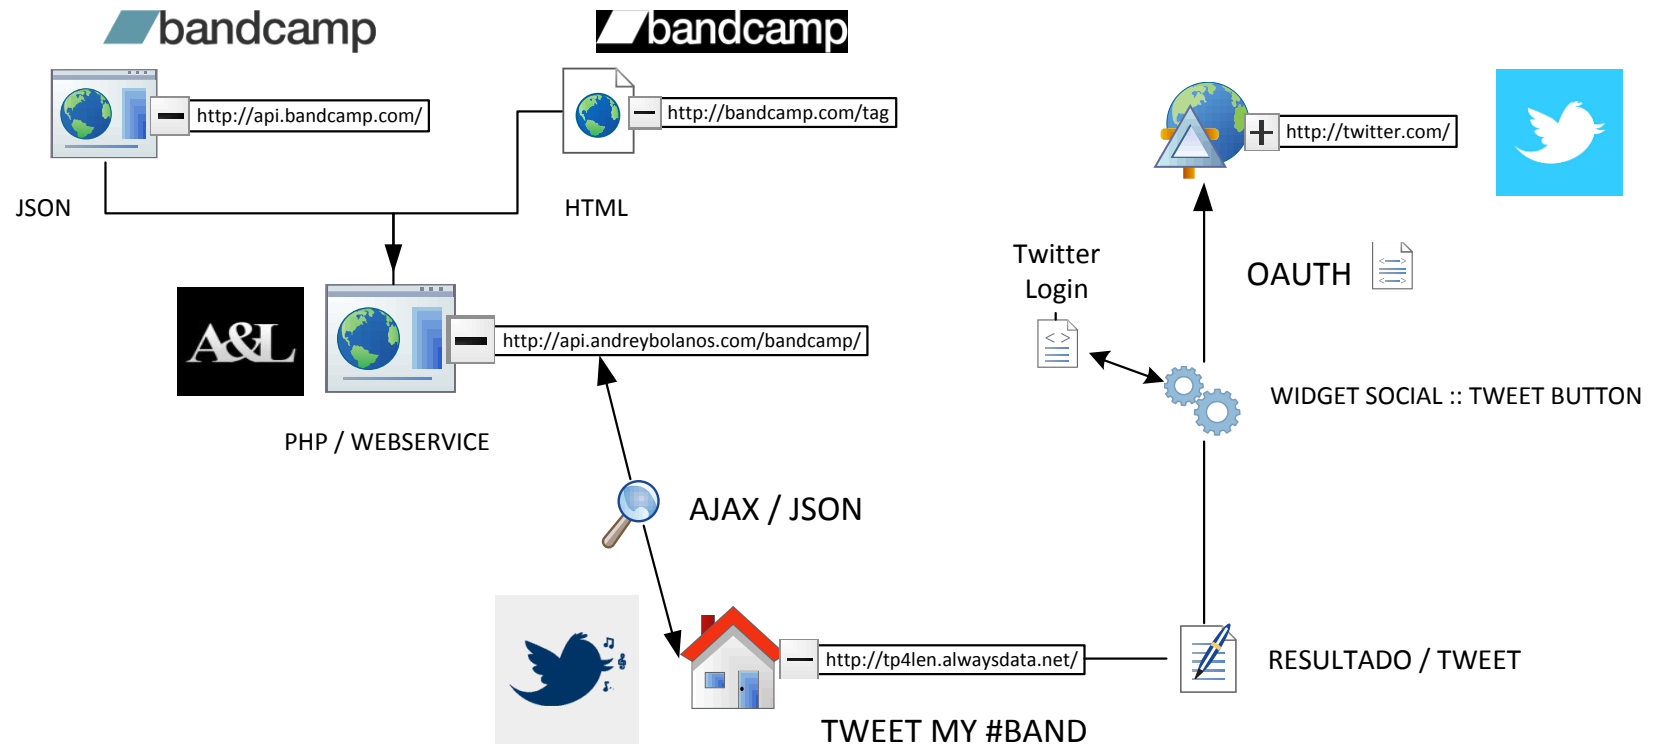 bandcamp
bandcamp
http://api.bandcamp.com/
http://bandcamp.com/tag
http://twitter.com/
JSON
HTML
Twitter
Login
OAUTH
A&L
http://api.andreybolanos.com/bandcamp/
WIDGET SOCIAL :: TWEET BUTTON
PHP / WEBSERVICE
AJAX / JSON
http://tp4len.alwaysdata.net/
RESULTADO / TWEET
TWEET MY #BAND